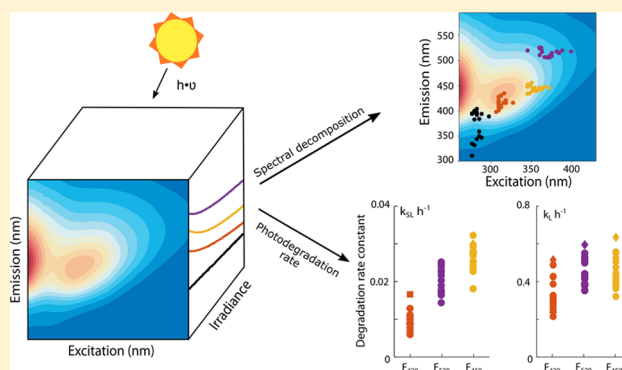 h•υ
Spectral decomposition
Photodegradation rate
Emission (nm)
Excitation (nm)
Irradiance
Emission (nm)
600
550
500
450
400
350
300
300
400
Excitation (nm)
Degradation rate constant
0.04
0.02
0
k_SL h⁻¹
0.8
0.4
0
k_L h⁻¹